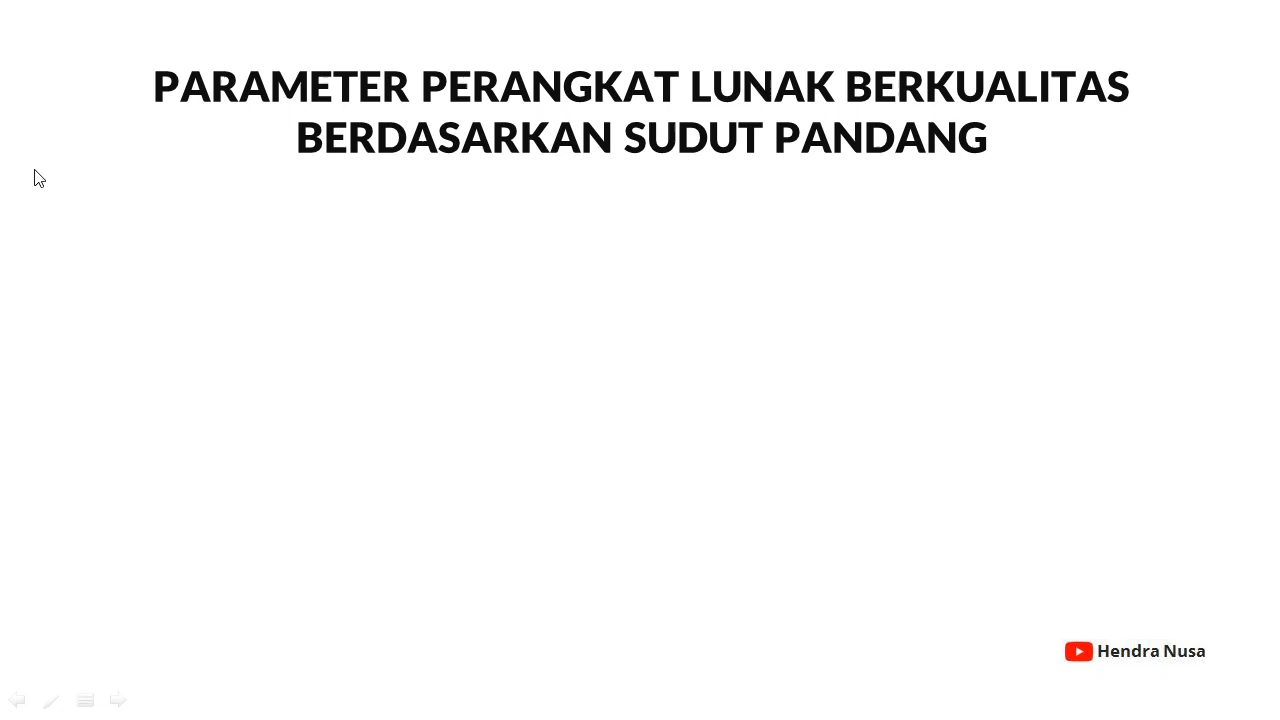 PARAMETER PERANGKAT LUNAK BERKUALITAS
BERDASARKAN SUDUT PANDANG
Hendra Nusa